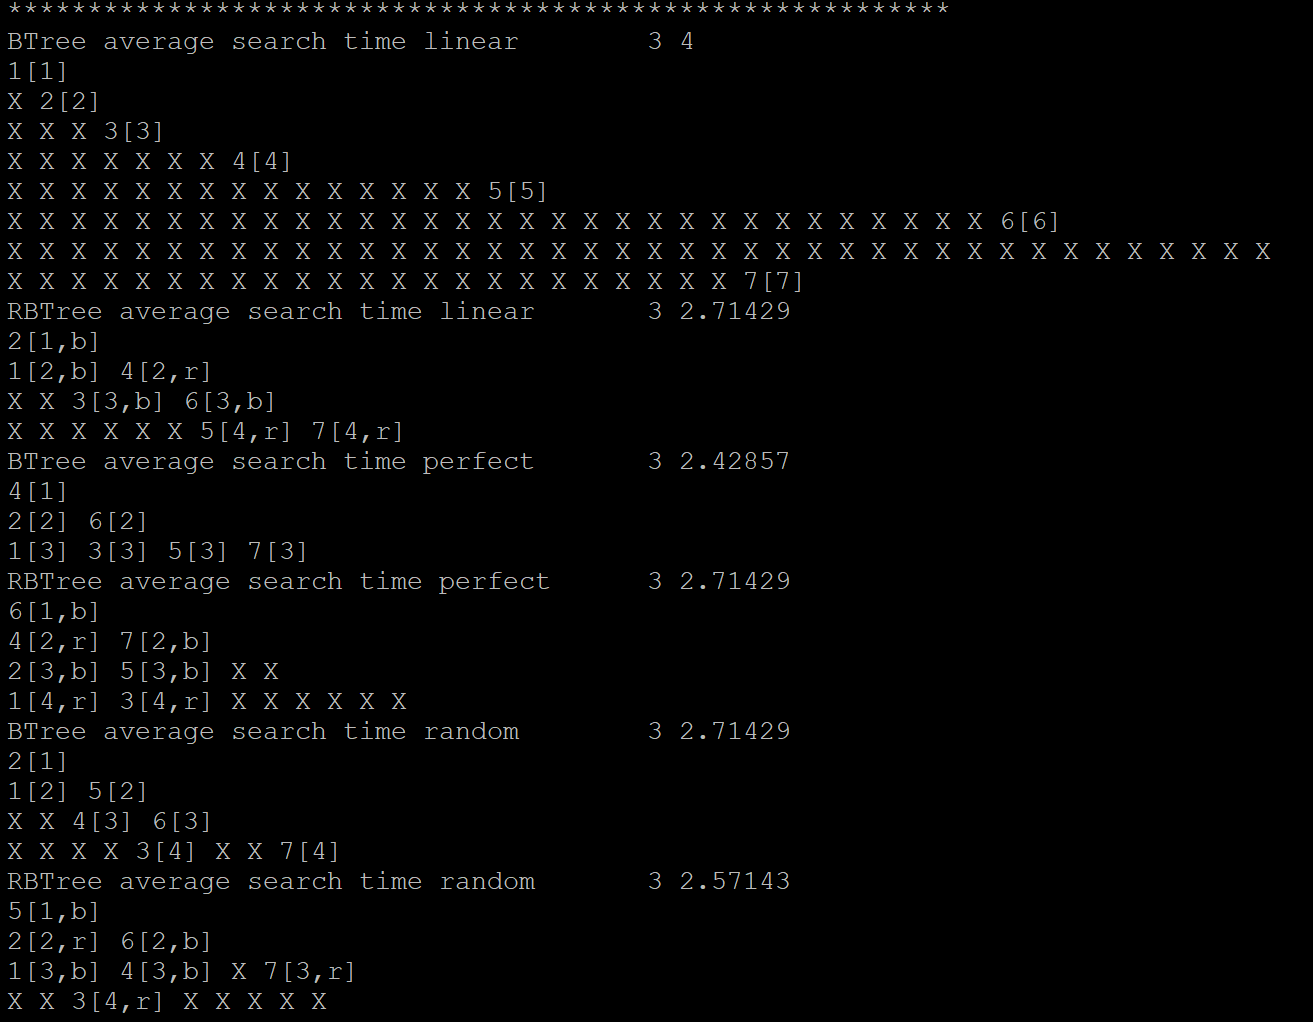 ***********************************************************
BTree average search time linear        3 4
1[1]
X 2[2]
X X X 3[3]
X X X X X X X 4[4]
X X X X X X X X X X X X X X X 5[5]
X X X X X X X X X X X X X X X X X X X X X X X X X X X X X X X 6[6]
X X X X X X X X X X X X X X X X X X X X X X X X X X X X X X X X X X X X X X X X
X X X X X X X X X X X X X X X X X X X X X X X 7[7]
RBTree average search time linear       3 2.71429
2[1,b]
1[2,b] 4[2,r]
X X 3[3,b] 6[3,b]
X X X X X X 5[4,r] 7[4,r]
BTree average search time perfect       3 2.42857
4[1]
2[2] 6[2]
1[3] 3[3] 5[3] 7[3]
RBTree average search time perfect      3 2.71429
6[1,b]
4[2,r] 7[2,b]
2[3,b] 5[3,b] X X
1[4,r] 3[4,r] X X X X X X
BTree average search time random        3 2.71429
2[1]
1[2] 5[2]
X X 4[3] 6[3]
X X X X 3[4] X X 7[4]
RBTree average search time random       3 2.57143
5[1,b]
2[2,r] 6[2,b]
1[3,b] 4[3,b] X 7[3,r]
X X 3[4,r] X X X X X